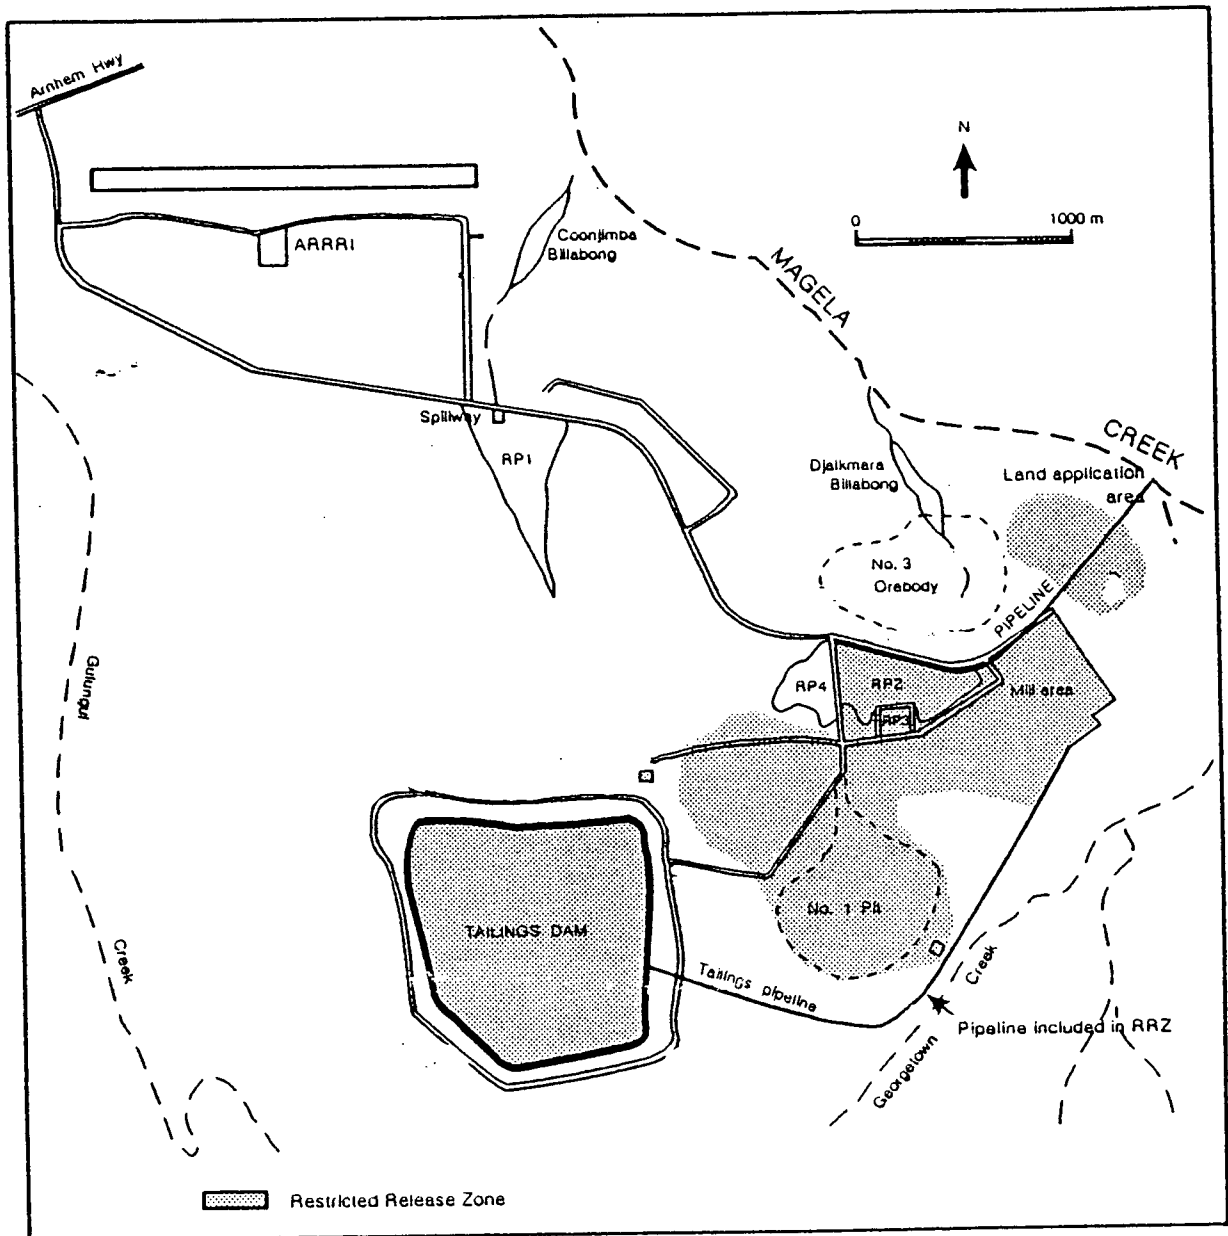 Arnhem Hwy
N
0 1000 m
ARRRI
Coonjimba
Billabong
MAGELA
CREEK
Spillway
RP1
Djalkmara
Billabong
Land application
area
No. 3
Orebody
PIPELINE
RP4
RP2
RP3
Mill area
Gulungul
Creek
TAILINGS DAM
No. 1 Pit
Tailings pipeline
Creek
Georgetown
Pipeline included in RRZ
Restricted Release Zone